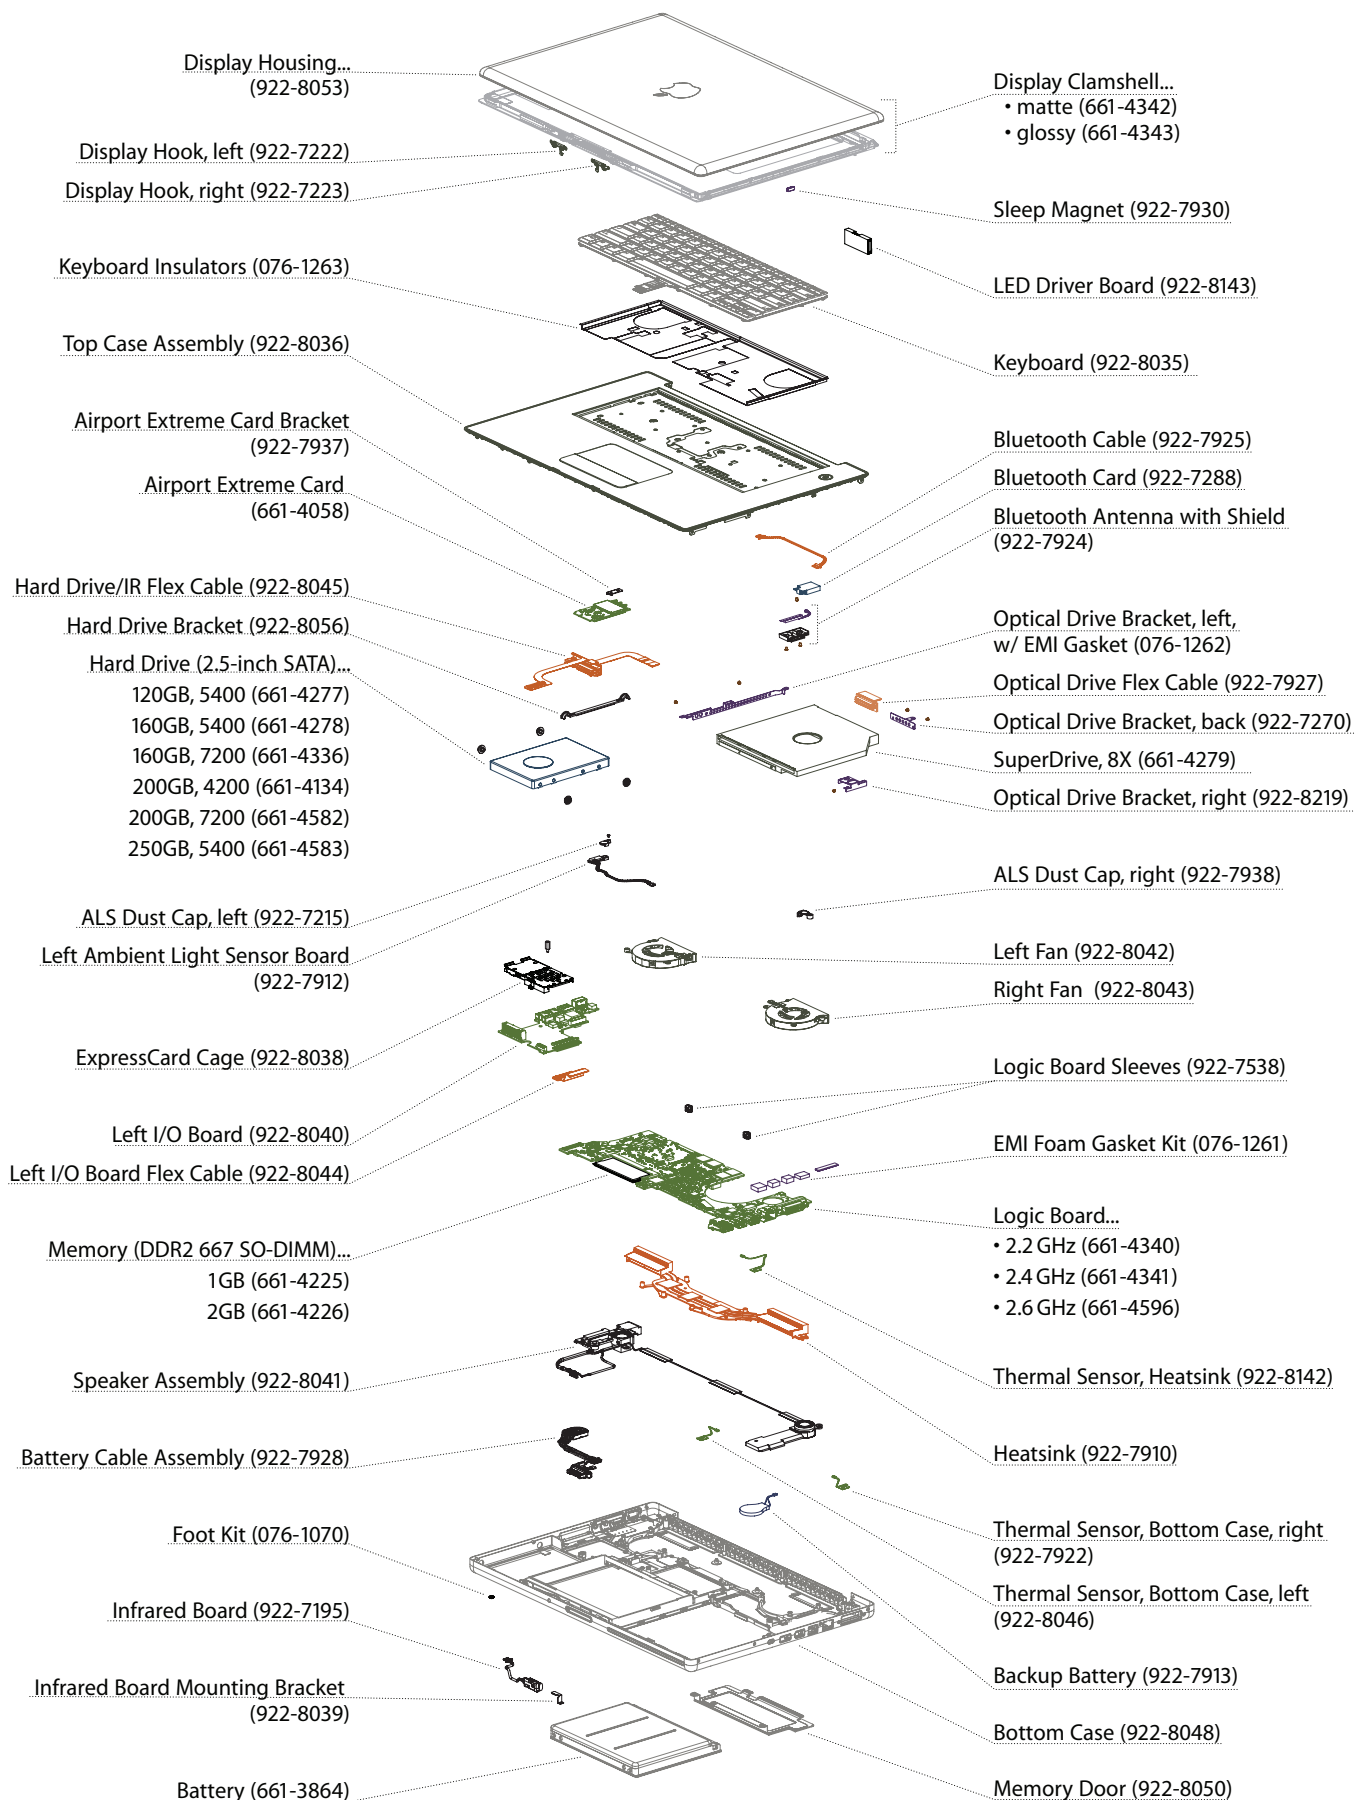 Display Housing...
(922-8053)
Display Hook, left (922-7222)
Display Hook, right (922-7223)
Keyboard Insulators (076-1263)
Top Case Assembly (922-8036)
Airport Extreme Card Bracket
(922-7937)
Airport Extreme Card
(661-4058)
Hard Drive/IR Flex Cable (922-8045)
Hard Drive Bracket (922-8056)
Hard Drive (2.5-inch SATA)...
120GB, 5400 (661-4277)
160GB, 5400 (661-4278)
160GB, 7200 (661-4336)
200GB, 4200 (661-4134)
200GB, 7200 (661-4582)
250GB, 5400 (661-4583)
ALS Dust Cap, left (922-7215)
Left Ambient Light Sensor Board
(922-7912)
ExpressCard Cage (922-8038)
Left I/O Board (922-8040)
Left I/O Board Flex Cable (922-8044)
Memory (DDR2 667 SO-DIMM)...
1GB (661-4225)
2GB (661-4226)
Speaker Assembly (922-8041)
Battery Cable Assembly (922-7928)
Foot Kit (076-1070)
Infrared Board (922-7195)
Infrared Board Mounting Bracket
(922-8039)
Battery (661-3864)
Display Clamshell...
• matte (661-4342)
• glossy (661-4343)
Sleep Magnet (922-7930)
LED Driver Board (922-8143)
Keyboard (922-8035)
Bluetooth Cable (922-7925)
Bluetooth Card (922-7288)
Bluetooth Antenna with Shield
(922-7924)
Optical Drive Bracket, left,
w/ EMI Gasket (076-1262)
Optical Drive Flex Cable (922-7927)
Optical Drive Bracket, back (922-7270)
SuperDrive, 8X (661-4279)
Optical Drive Bracket, right (922-8219)
ALS Dust Cap, right (922-7938)
Left Fan (922-8042)
Right Fan (922-8043)
Logic Board Sleeves (922-7538)
EMI Foam Gasket Kit (076-1261)
Logic Board...
• 2.2 GHz (661-4340)
• 2.4 GHz (661-4341)
• 2.6 GHz (661-4596)
Thermal Sensor, Heatsink (922-8142)
Heatsink (922-7910)
Thermal Sensor, Bottom Case, right
(922-7922)
Thermal Sensor, Bottom Case, left
(922-8046)
Backup Battery (922-7913)
Bottom Case (922-8048)
Memory Door (922-8050)